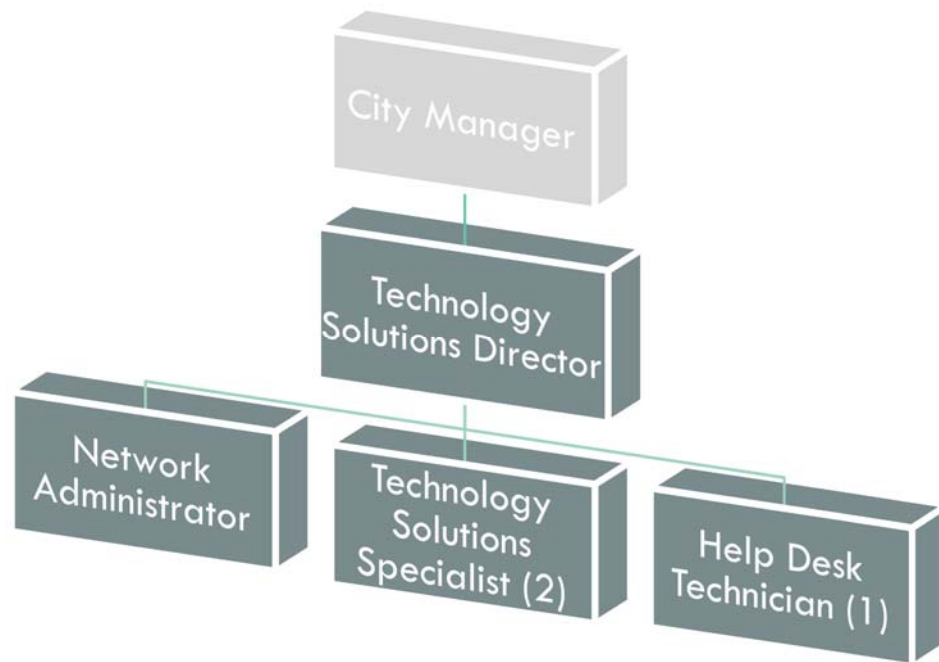 City Manager
Technology
Solutions Director
Network
Administrator
Technology
Solutions
Specialist (2)
Help Desk
Technician (1)